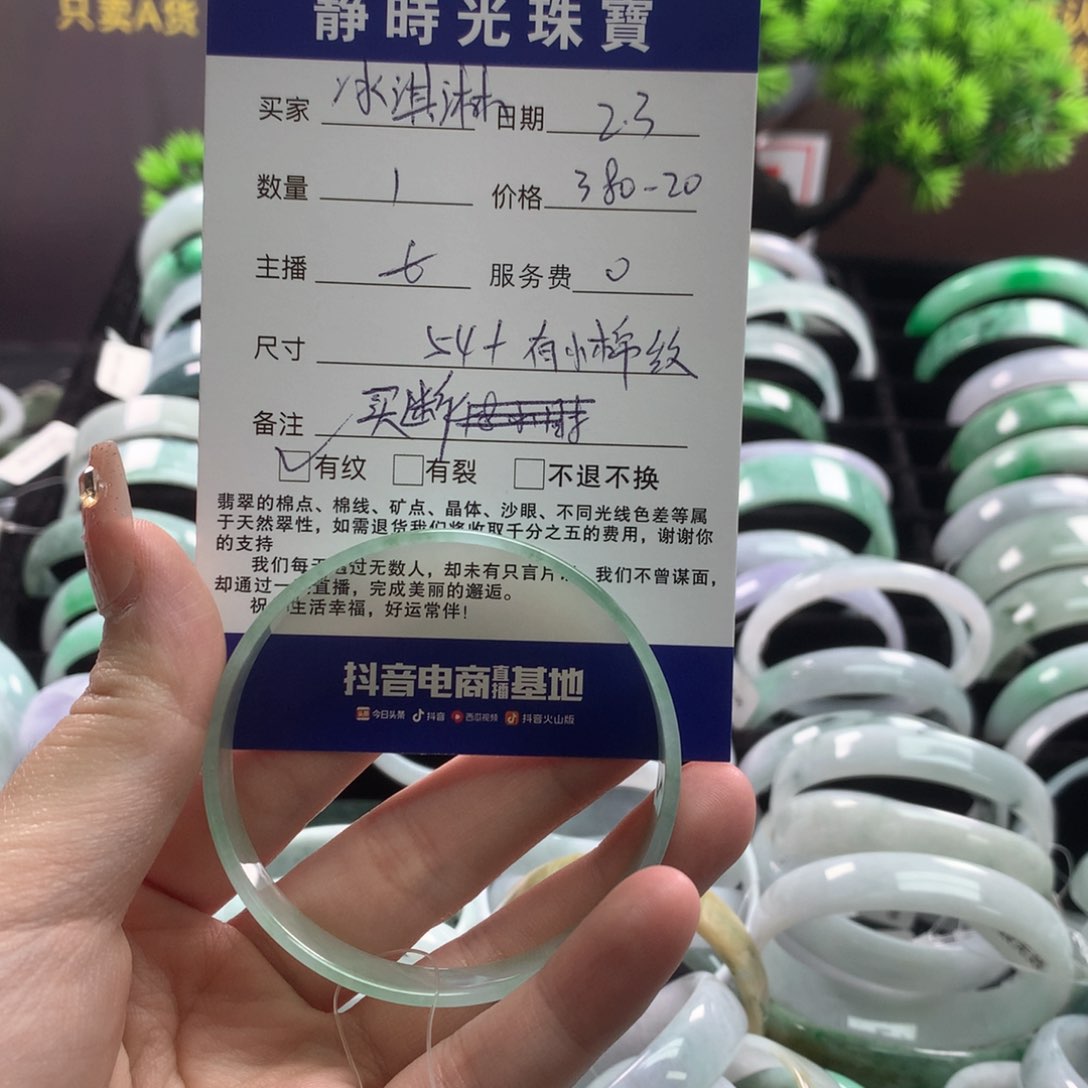 只卖A货
静時光珠寶
买家 冰淇淋 日期 2.3
数量 1 价格 380-20
主播 6 服务费 0
尺寸 54+ 有小棉纹
备注 买断
有纹 有裂 不退不换
翡翠的棉点、棉线、矿点、晶体、沙眼、不同光线色差等属
于天然翠性，如需退货我们将收取千分之五的费用，谢谢你
的支持
我们每天通过无数人，却未有只言片 我们不曾谋面，
却通过一 直播，完成美丽的邂逅。
祝 生活幸福，好运常伴!
抖音电商直播基地
头条 今日头条 抖音 西瓜视频 抖音火山版